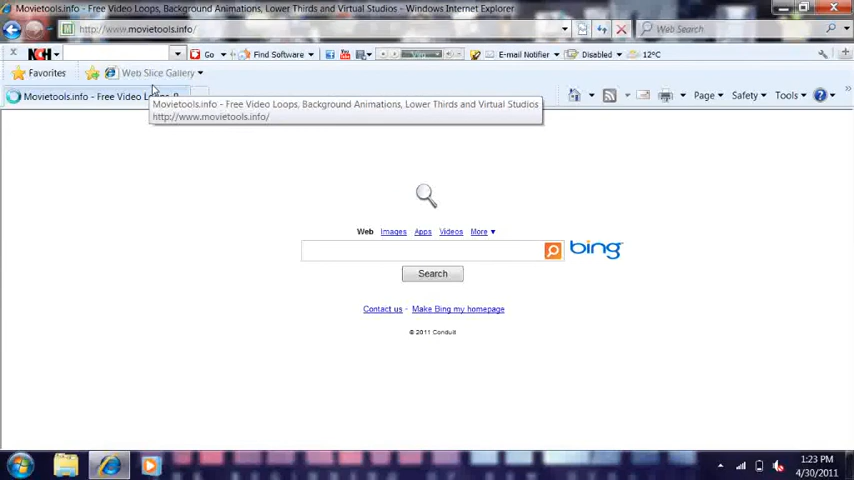 Movietools.info - Free Video Loops, Background Animations, Lower Thirds and Virtual Studios - Windows Internet Explorer
http://www.movietools.info/
Web Search
NCH Go Find Software E-mail Notifier Disabled 12°C
Favorites Web Slice Gallery
Movietools.info - Free Video Loops, B
Page Safety Tools
Movietools.info - Free Video Loops, Background Animations, Lower Thirds and Virtual Studios
http://www.movietools.info/
Web Images Apps Videos More
bing
Search
Contact us - Make Bing my homepage
© 2011 Conduit
1:23 PM
4/30/2011